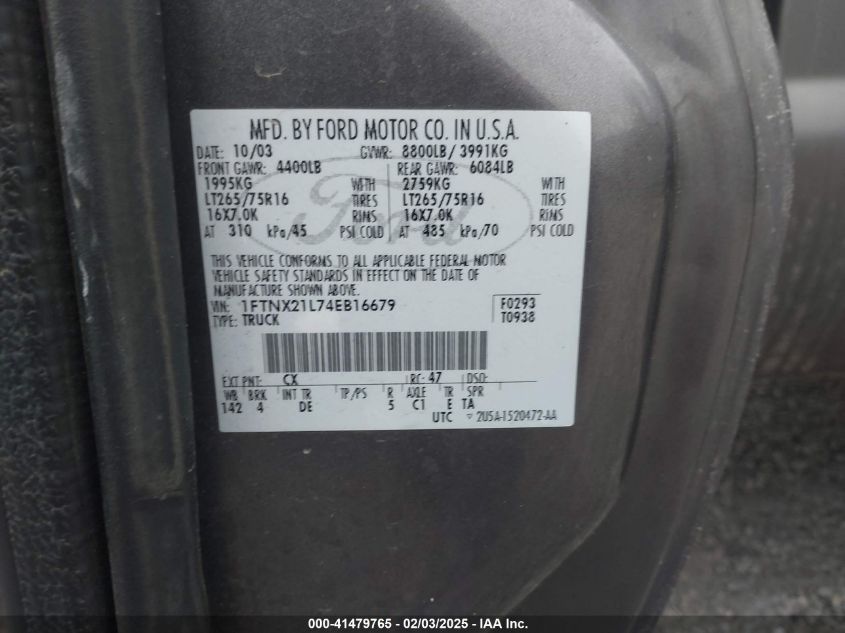 MFD. BY FORD MOTOR CO. IN U.S.A.
DATE: 10/03 GVWR: 8800LB/ 3991KG
FRONT GAWR: 4400LB REAR GAWR: 6084LB
1995KG WITH 2759KG WITH
LT265/75R16 TIRES LT265/75R16 TIRES
16X7.0K RIMS 16X7.0K RIMS
AT 310 kPa/45 PSI COLD AT 485 kPa/70 PSI COLD
Ford
THIS VEHICLE CONFORMS TO ALL APPLICABLE FEDERAL MOTOR
VEHICLE SAFETY STANDARDS IN EFFECT ON THE DATE OF
MANUFACTURE SHOWN ABOVE.
VIN: 1FTNX21L74EB16679 F0293
TYPE: TRUCK T0938
EXT PNT: CX RC: 47 DSO:
WB BRK INT TR TP/PS R AXLE TR SPR
142 4 DE 5 C1 E TA
UTC ▽ 2U5A-1520472-AA
000-41479765 - 02/03/2025 - www.iaai.com